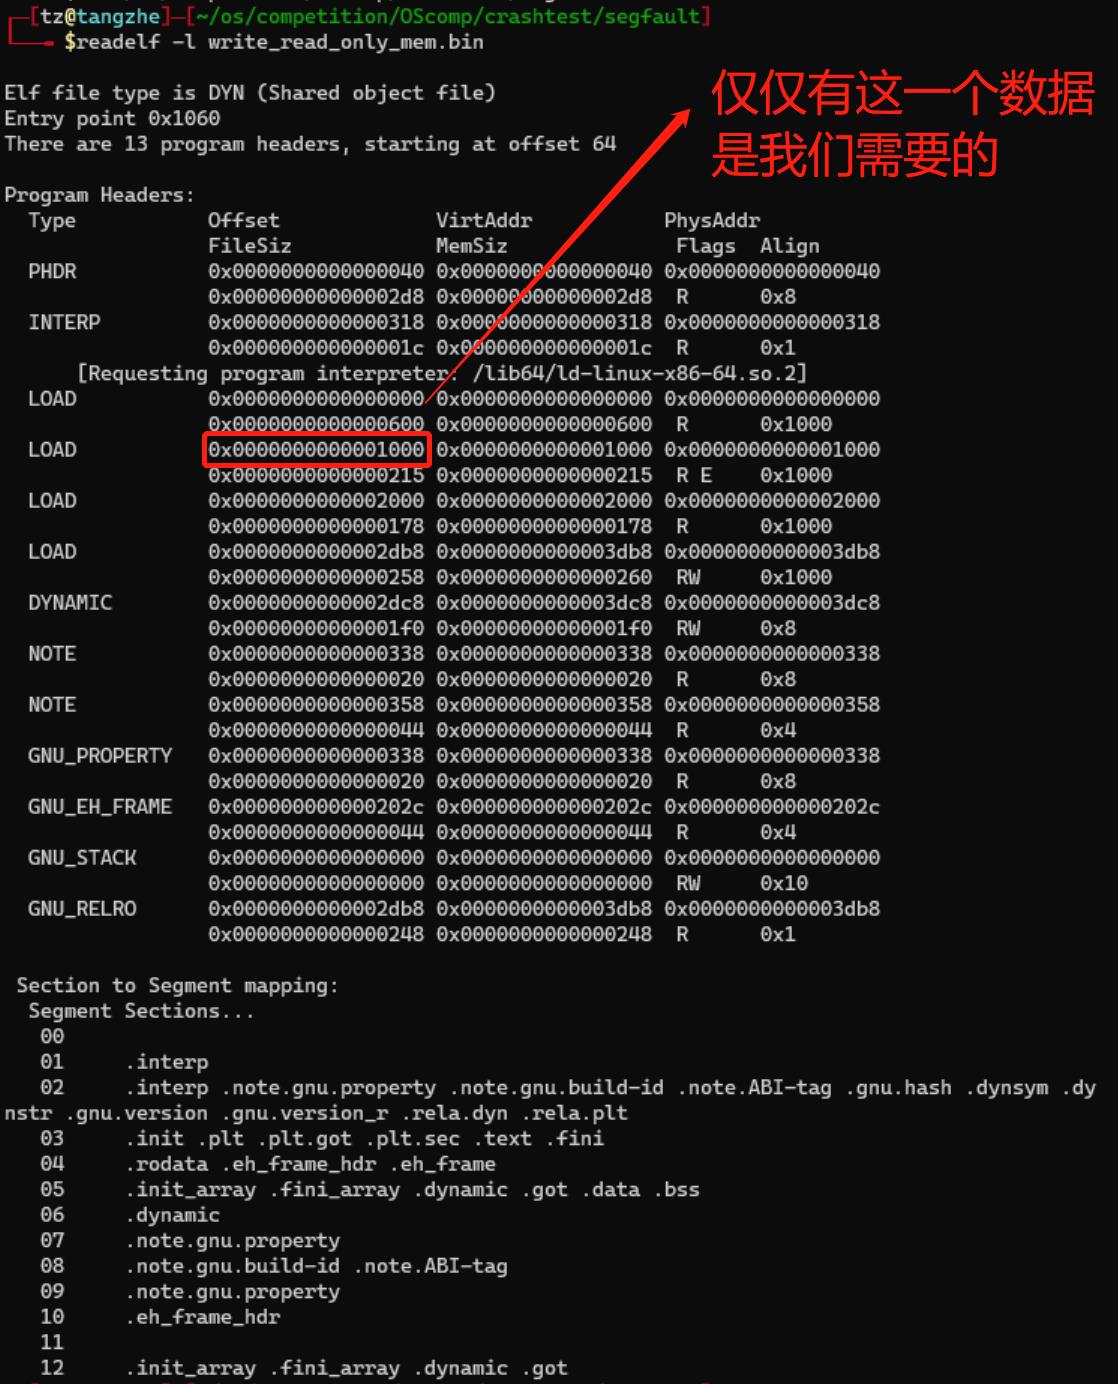 [tz@tangzhe]-[~/os/competition/OScomp/crashtest/segfault]
$readelf -l write_read_only_mem.bin
仅仅有这一个数据
是我们需要的
Elf file type is DYN (Shared object file)
Entry point 0x1060
There are 13 program headers, starting at offset 64
Program Headers:
Type Offset VirtAddr PhysAddr
FileSiz MemSiz Flags Align
PHDR 0x0000000000000040 0x0000000000000040 0x0000000000000040
0x00000000000002d8 0x00000000000002d8 R 0x8
INTERP 0x0000000000000318 0x0000000000000318 0x0000000000000318
0x000000000000001c 0x000000000000001c R 0x1
[Requesting program interpreter: /lib64/ld-linux-x86-64.so.2]
LOAD 0x0000000000000000 0x0000000000000000 0x0000000000000000
0x0000000000000600 0x0000000000000600 R 0x1000
LOAD 0x0000000000001000 0x0000000000001000 0x0000000000001000
0x0000000000000215 0x0000000000000215 R E 0x1000
LOAD 0x0000000000002000 0x0000000000002000 0x0000000000002000
0x0000000000000178 0x0000000000000178 R 0x1000
LOAD 0x0000000000002db8 0x0000000000003db8 0x0000000000003db8
0x0000000000000258 0x0000000000000260 RW 0x1000
DYNAMIC 0x0000000000002dc8 0x0000000000003dc8 0x0000000000003dc8
0x00000000000001f0 0x00000000000001f0 RW 0x8
NOTE 0x0000000000000338 0x0000000000000338 0x0000000000000338
0x0000000000000020 0x0000000000000020 R 0x8
NOTE 0x0000000000000358 0x0000000000000358 0x0000000000000358
0x0000000000000044 0x0000000000000044 R 0x4
GNU_PROPERTY 0x0000000000000338 0x0000000000000338 0x0000000000000338
0x0000000000000020 0x0000000000000020 R 0x8
GNU_EH_FRAME 0x000000000000202c 0x000000000000202c 0x000000000000202c
0x0000000000000044 0x0000000000000044 R 0x4
GNU_STACK 0x0000000000000000 0x0000000000000000 0x0000000000000000
0x0000000000000000 0x0000000000000000 RW 0x10
GNU_RELRO 0x0000000000002db8 0x0000000000003db8 0x0000000000003db8
0x0000000000000248 0x0000000000000248 R 0x1
Section to Segment mapping:
Segment Sections...
00
01 .interp
02 .interp .note.gnu.property .note.gnu.build-id .note.ABI-tag .gnu.hash .dynsym .dy
nstr .gnu.version .gnu.version_r .rela.dyn .rela.plt
03 .init .plt .plt.got .plt.sec .text .fini
04 .rodata .eh_frame_hdr .eh_frame
05 .init_array .fini_array .dynamic .got .data .bss
06 .dynamic
07 .note.gnu.property
08 .note.gnu.build-id .note.ABI-tag
09 .note.gnu.property
10 .eh_frame_hdr
11
12 .init_array .fini_array .dynamic .got